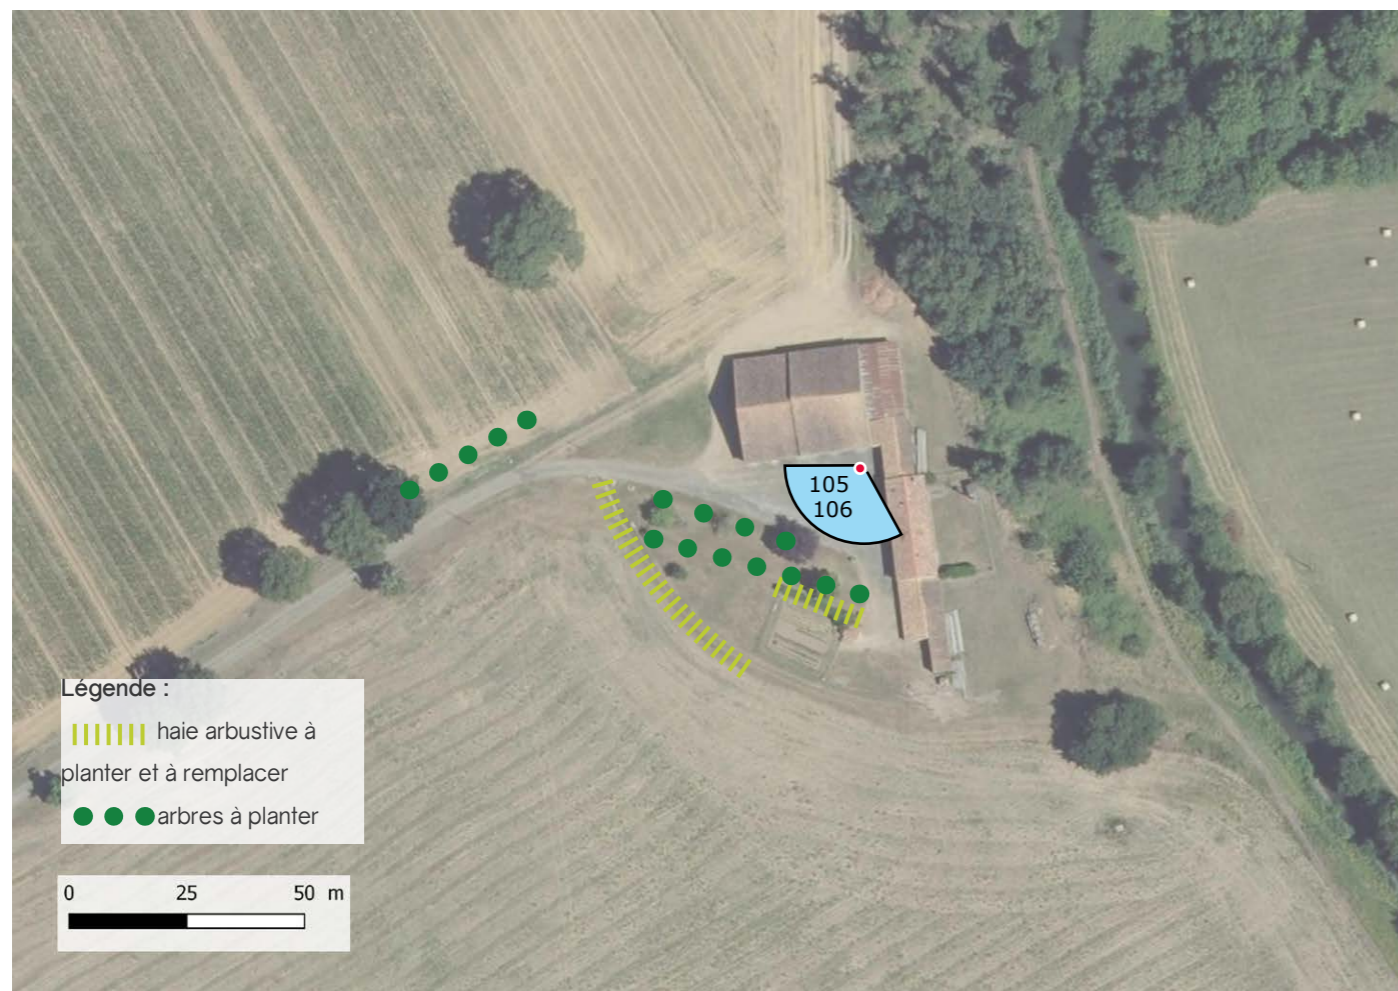 105
106
Légende :
haie arbustive à
planter et à remplacer
arbres à planter
0 25 50 m